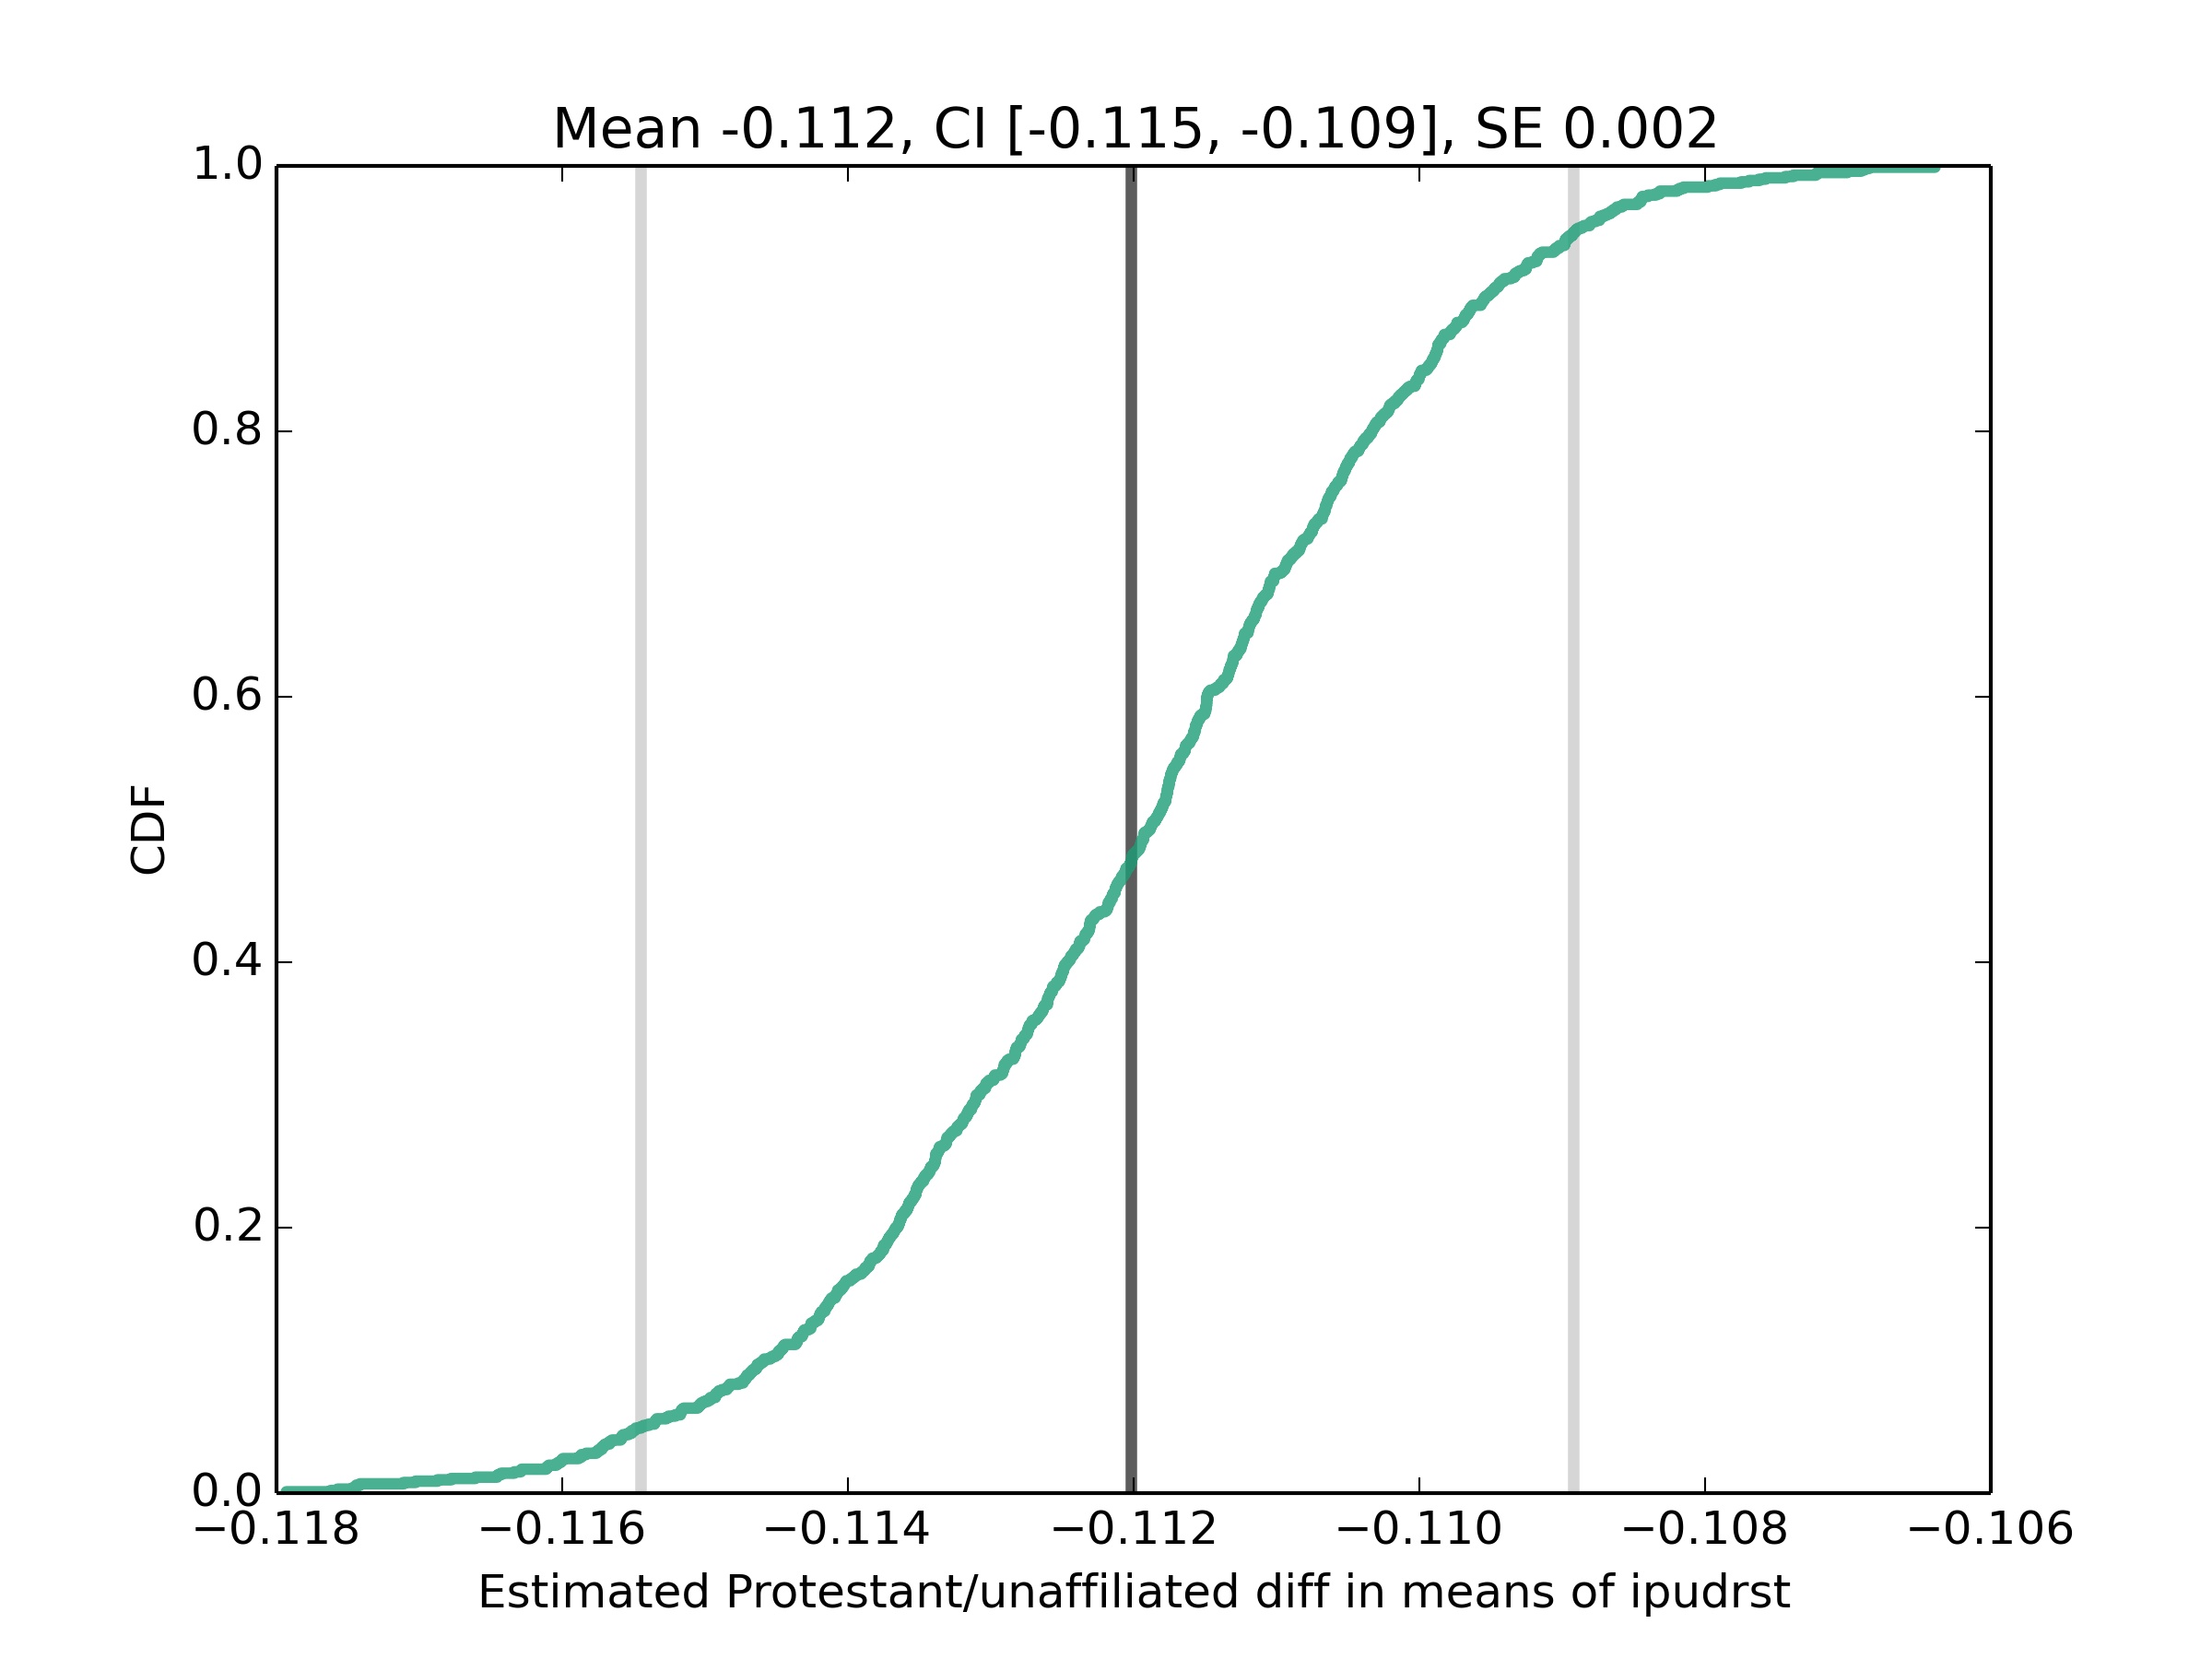 Mean -0.112, CI [-0.115, -0.109], SE 0.002
1.0
0.8
0.6
0.4
0.2
0.0
CDF
−0.118 −0.116 −0.114 −0.112 −0.110 −0.108 −0.106
Estimated Protestant/unaffiliated diff in means of ipudrst